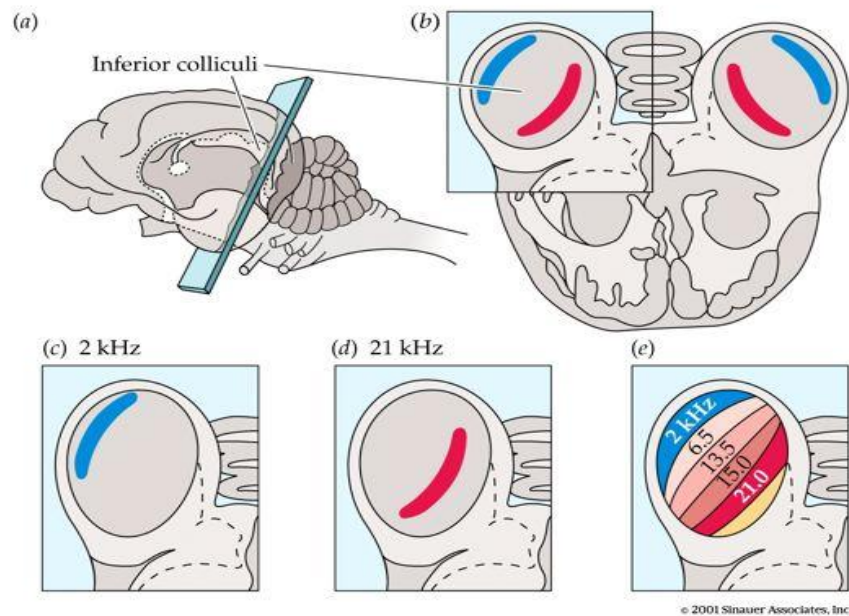 (a)
(b)
Inferior colliculi
(c) 2 kHz
(d) 21 kHz
(e)
2 kHz
6.5
13.5
15.0
21.0
© 2001 Sinauer Associates, Inc